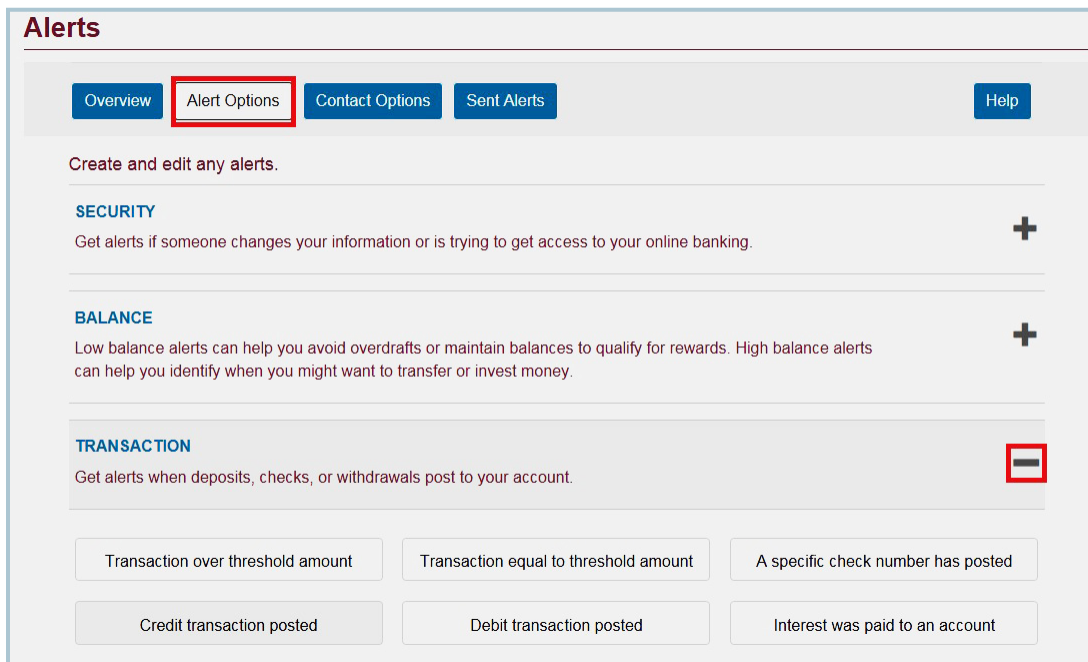 Alerts
Overview Alert Options Contact Options Sent Alerts Help
Create and edit any alerts.
SECURITY
Get alerts if someone changes your information or is trying to get access to your online banking.
BALANCE
Low balance alerts can help you avoid overdrafts or maintain balances to qualify for rewards. High balance alerts
can help you identify when you might want to transfer or invest money.
TRANSACTION
Get alerts when deposits, checks, or withdrawals post to your account.
Transaction over threshold amount Transaction equal to threshold amount A specific check number has posted
Credit transaction posted Debit transaction posted Interest was paid to an account